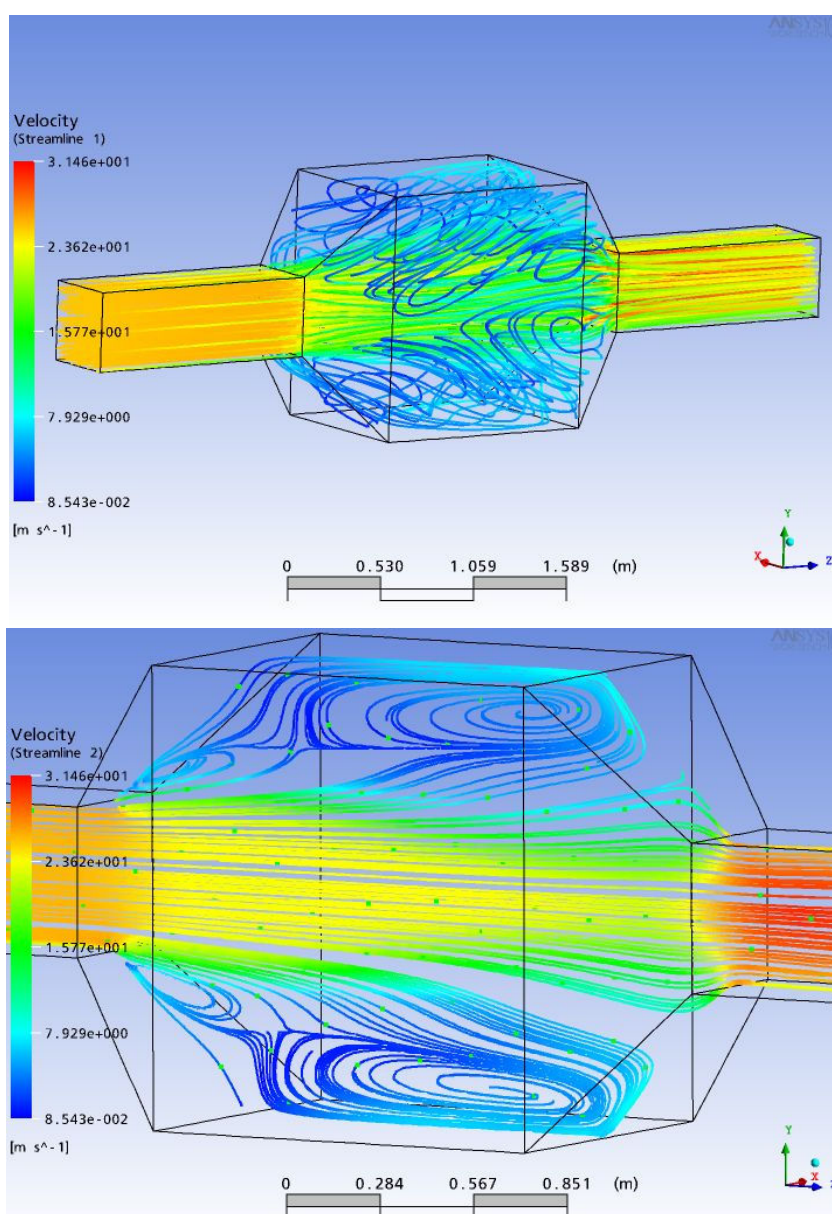 ANSYS
Velocity
(Streamline 1)
3.146e+001
2.362e+001
1.577e+001
7.929e+000
8.543e-002
[m s^-1]
0 0.530 1.059 1.589 (m)
Y
X
Z
ANSYS
Velocity
(Streamline 2)
3.146e+001
2.362e+001
1.577e+001
7.929e+000
8.543e-002
[m s^-1]
0 0.284 0.567 0.851 (m)
Y
X